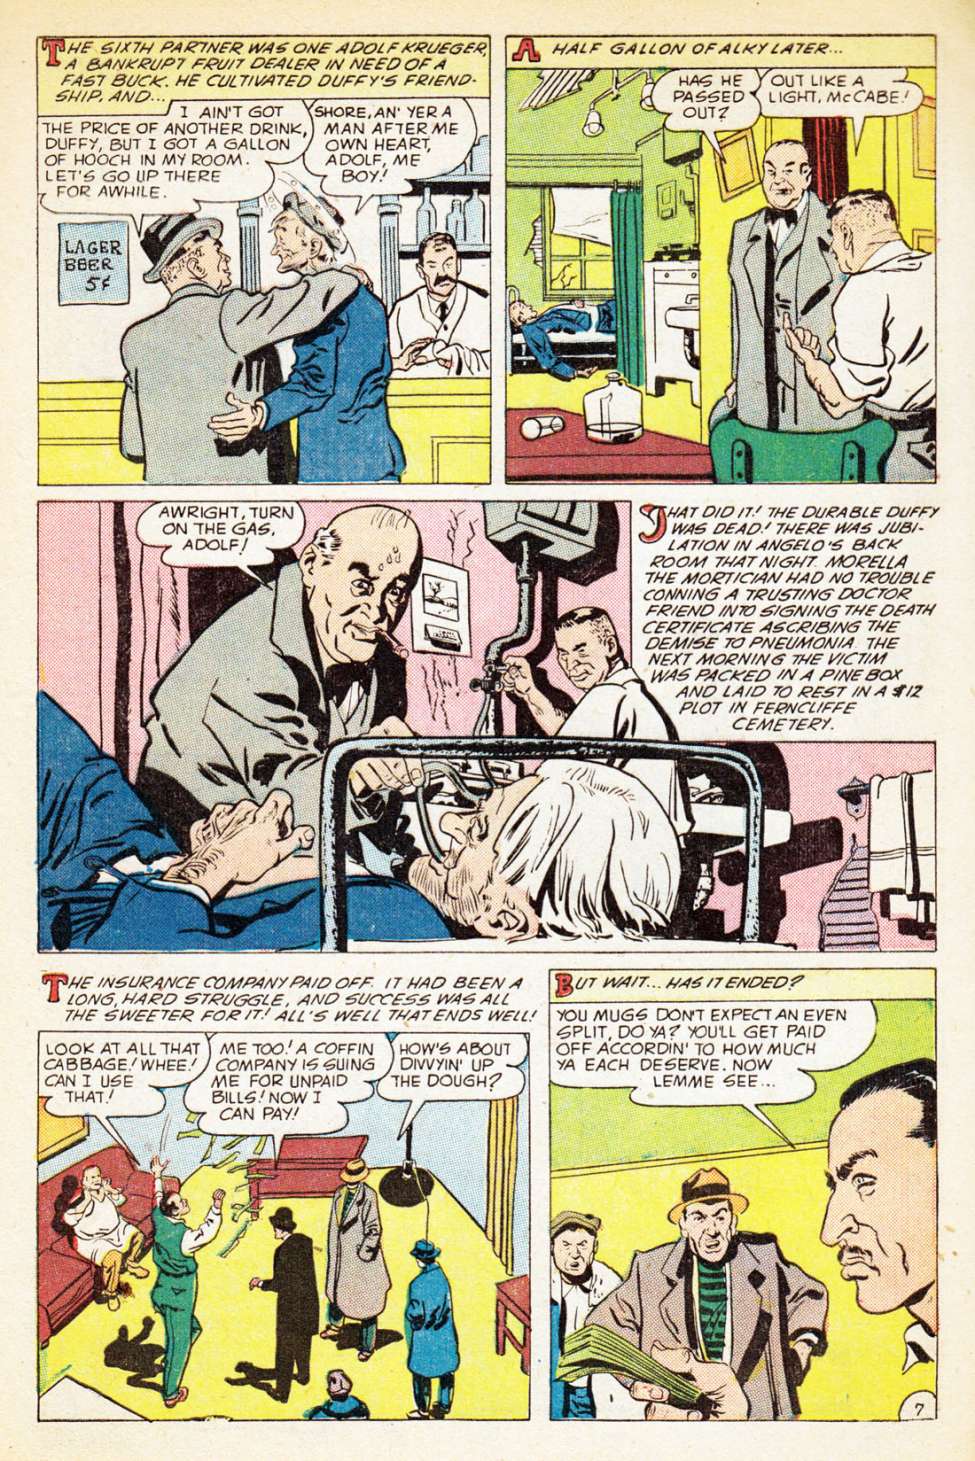 THE SIXTH PARTNER WAS ONE ADOLF KRUEGER,
A BANKRUPT FRUIT DEALER IN NEED OF A
FAST BUCK. HE CULTIVATED DUFFY'S FRIEND-
SHIP, AND...
I AIN'T GOT
THE PRICE OF ANOTHER DRINK,
DUFFY, BUT I GOT A GALLON
OF HOOCH IN MY ROOM.
LET'S GO UP THERE
FOR AWHILE.
SHORE, AN' YER A
MAN AFTER ME
OWN HEART,
ADOLF, ME
BOY!
LAGER
BEER
5¢
A HALF GALLON OF ALKY LATER...
HAS HE
PASSED
OUT?
OUT LIKE A
LIGHT, McCABE!
AWRIGHT, TURN
ON THE GAS,
ADOLF!
THAT DID IT! THE DURABLE DUFFY
WAS DEAD! THERE WAS JUBI-
LATION IN ANGELO'S BACK
ROOM THAT NIGHT. MORELLA
THE MORTICIAN HAD NO TROUBLE
CONNING A TRUSTING DOCTOR
FRIEND INTO SIGNING THE DEATH
CERTIFICATE ASCRIBING THE
DEMISE TO PNEUMONIA. THE
NEXT MORNING THE VICTIM
WAS PACKED IN A PINE BOX
AND LAID TO REST IN A $12
PLOT IN FERNCLIFFE
CEMETERY.
THE INSURANCE COMPANY PAID OFF. IT HAD BEEN A
LONG, HARD STRUGGLE, AND SUCCESS WAS ALL
THE SWEETER FOR IT! ALL'S WELL THAT ENDS WELL!
LOOK AT ALL THAT
CABBAGE! WHEE!
CAN I USE
THAT!
ME TOO! A COFFIN
COMPANY IS SUING
ME FOR UNPAID
BILLS! NOW I
CAN PAY!
HOW'S ABOUT
DIVVYIN' UP
THE DOUGH?
BUT WAIT... HAS IT ENDED?
YOU MUGS DON'T EXPECT AN EVEN
SPLIT, DO YA? YOU'LL GET PAID
OFF ACCORDIN' TO HOW MUCH
YA EACH DESERVE. NOW
LEMME SEE...
7